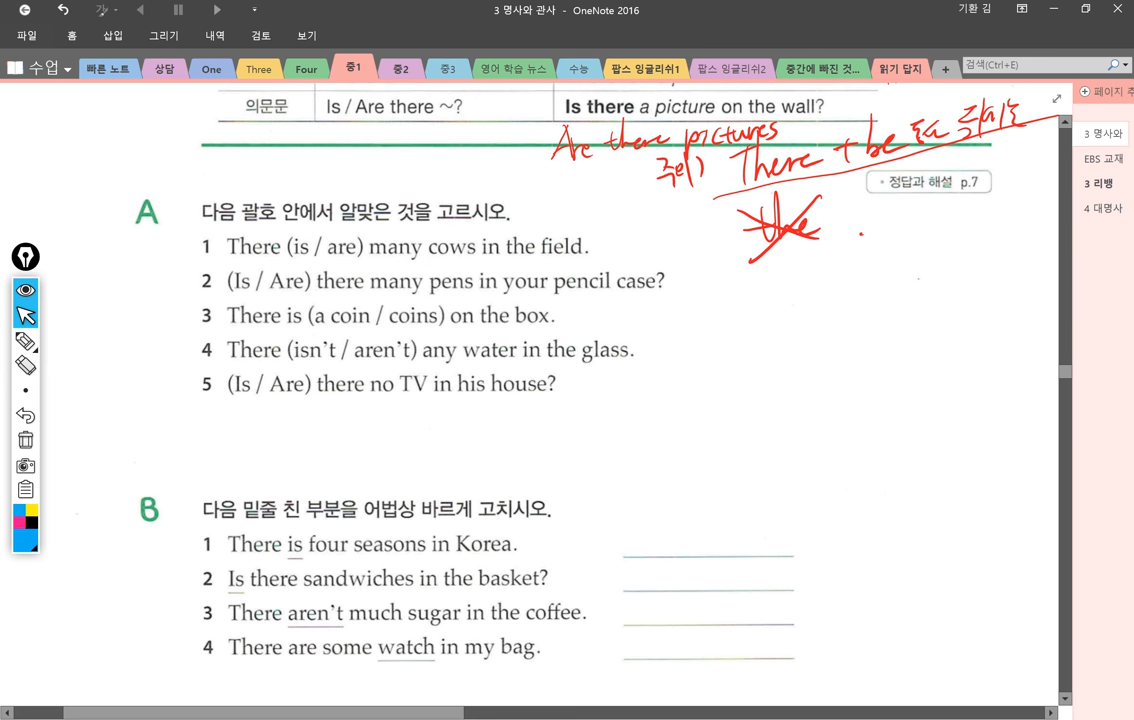 3 명사와 관사 - OneNote 2016
기환 김
파일 홈 삽입 그리기 내역 검토 보기
수업 빠른 노트 상담 One Three Four 중1 중2 중3 영어 학습 뉴스 수능 팝스 잉글리쉬1 팝스 잉글리쉬2 중간에 빠진 것... 읽기 답지 + 검색(Ctrl+E)
페이지 추
3 명사와
EBS 교재
3 리뱅
4 대명사
의문문 Is / Are there ~? Is there a picture on the wall?
Are there pictures
There + be
the
• 정답과 해설 p.7
A 다음 괄호 안에서 알맞은 것을 고르시오.
1 There (is / are) many cows in the field.
2 (Is / Are) there many pens in your pencil case?
3 There is (a coin / coins) on the box.
4 There (isn't / aren't) any water in the glass.
5 (Is / Are) there no TV in his house?
B 다음 밑줄 친 부분을 어법상 바르게 고치시오.
1 There is four seasons in Korea.
2 Is there sandwiches in the basket?
3 There aren't much sugar in the coffee.
4 There are some watch in my bag.